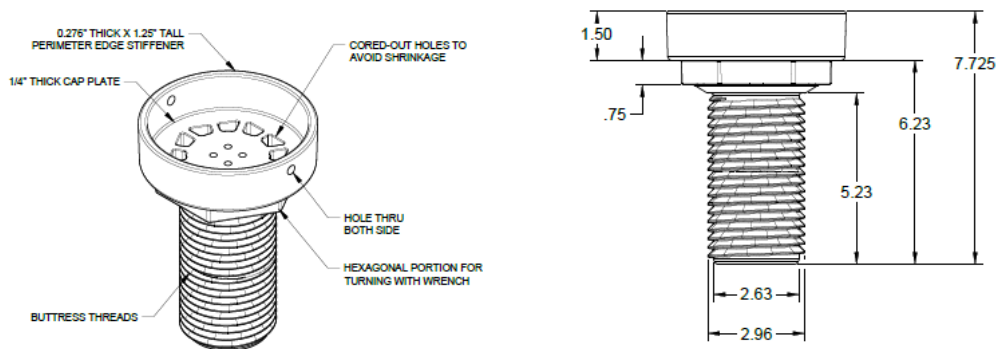 0.276" THICK X 1.25" TALL
PERIMETER EDGE STIFFENER
CORED-OUT HOLES TO
AVOID SHRINKAGE
1/4" THICK CAP PLATE
HOLE THRU
BOTH SIDE
HEXAGONAL PORTION FOR
TURNING WITH WRENCH
BUTTRESS THREADS
1.50
7.725
.75
6.23
5.23
2.63
2.96